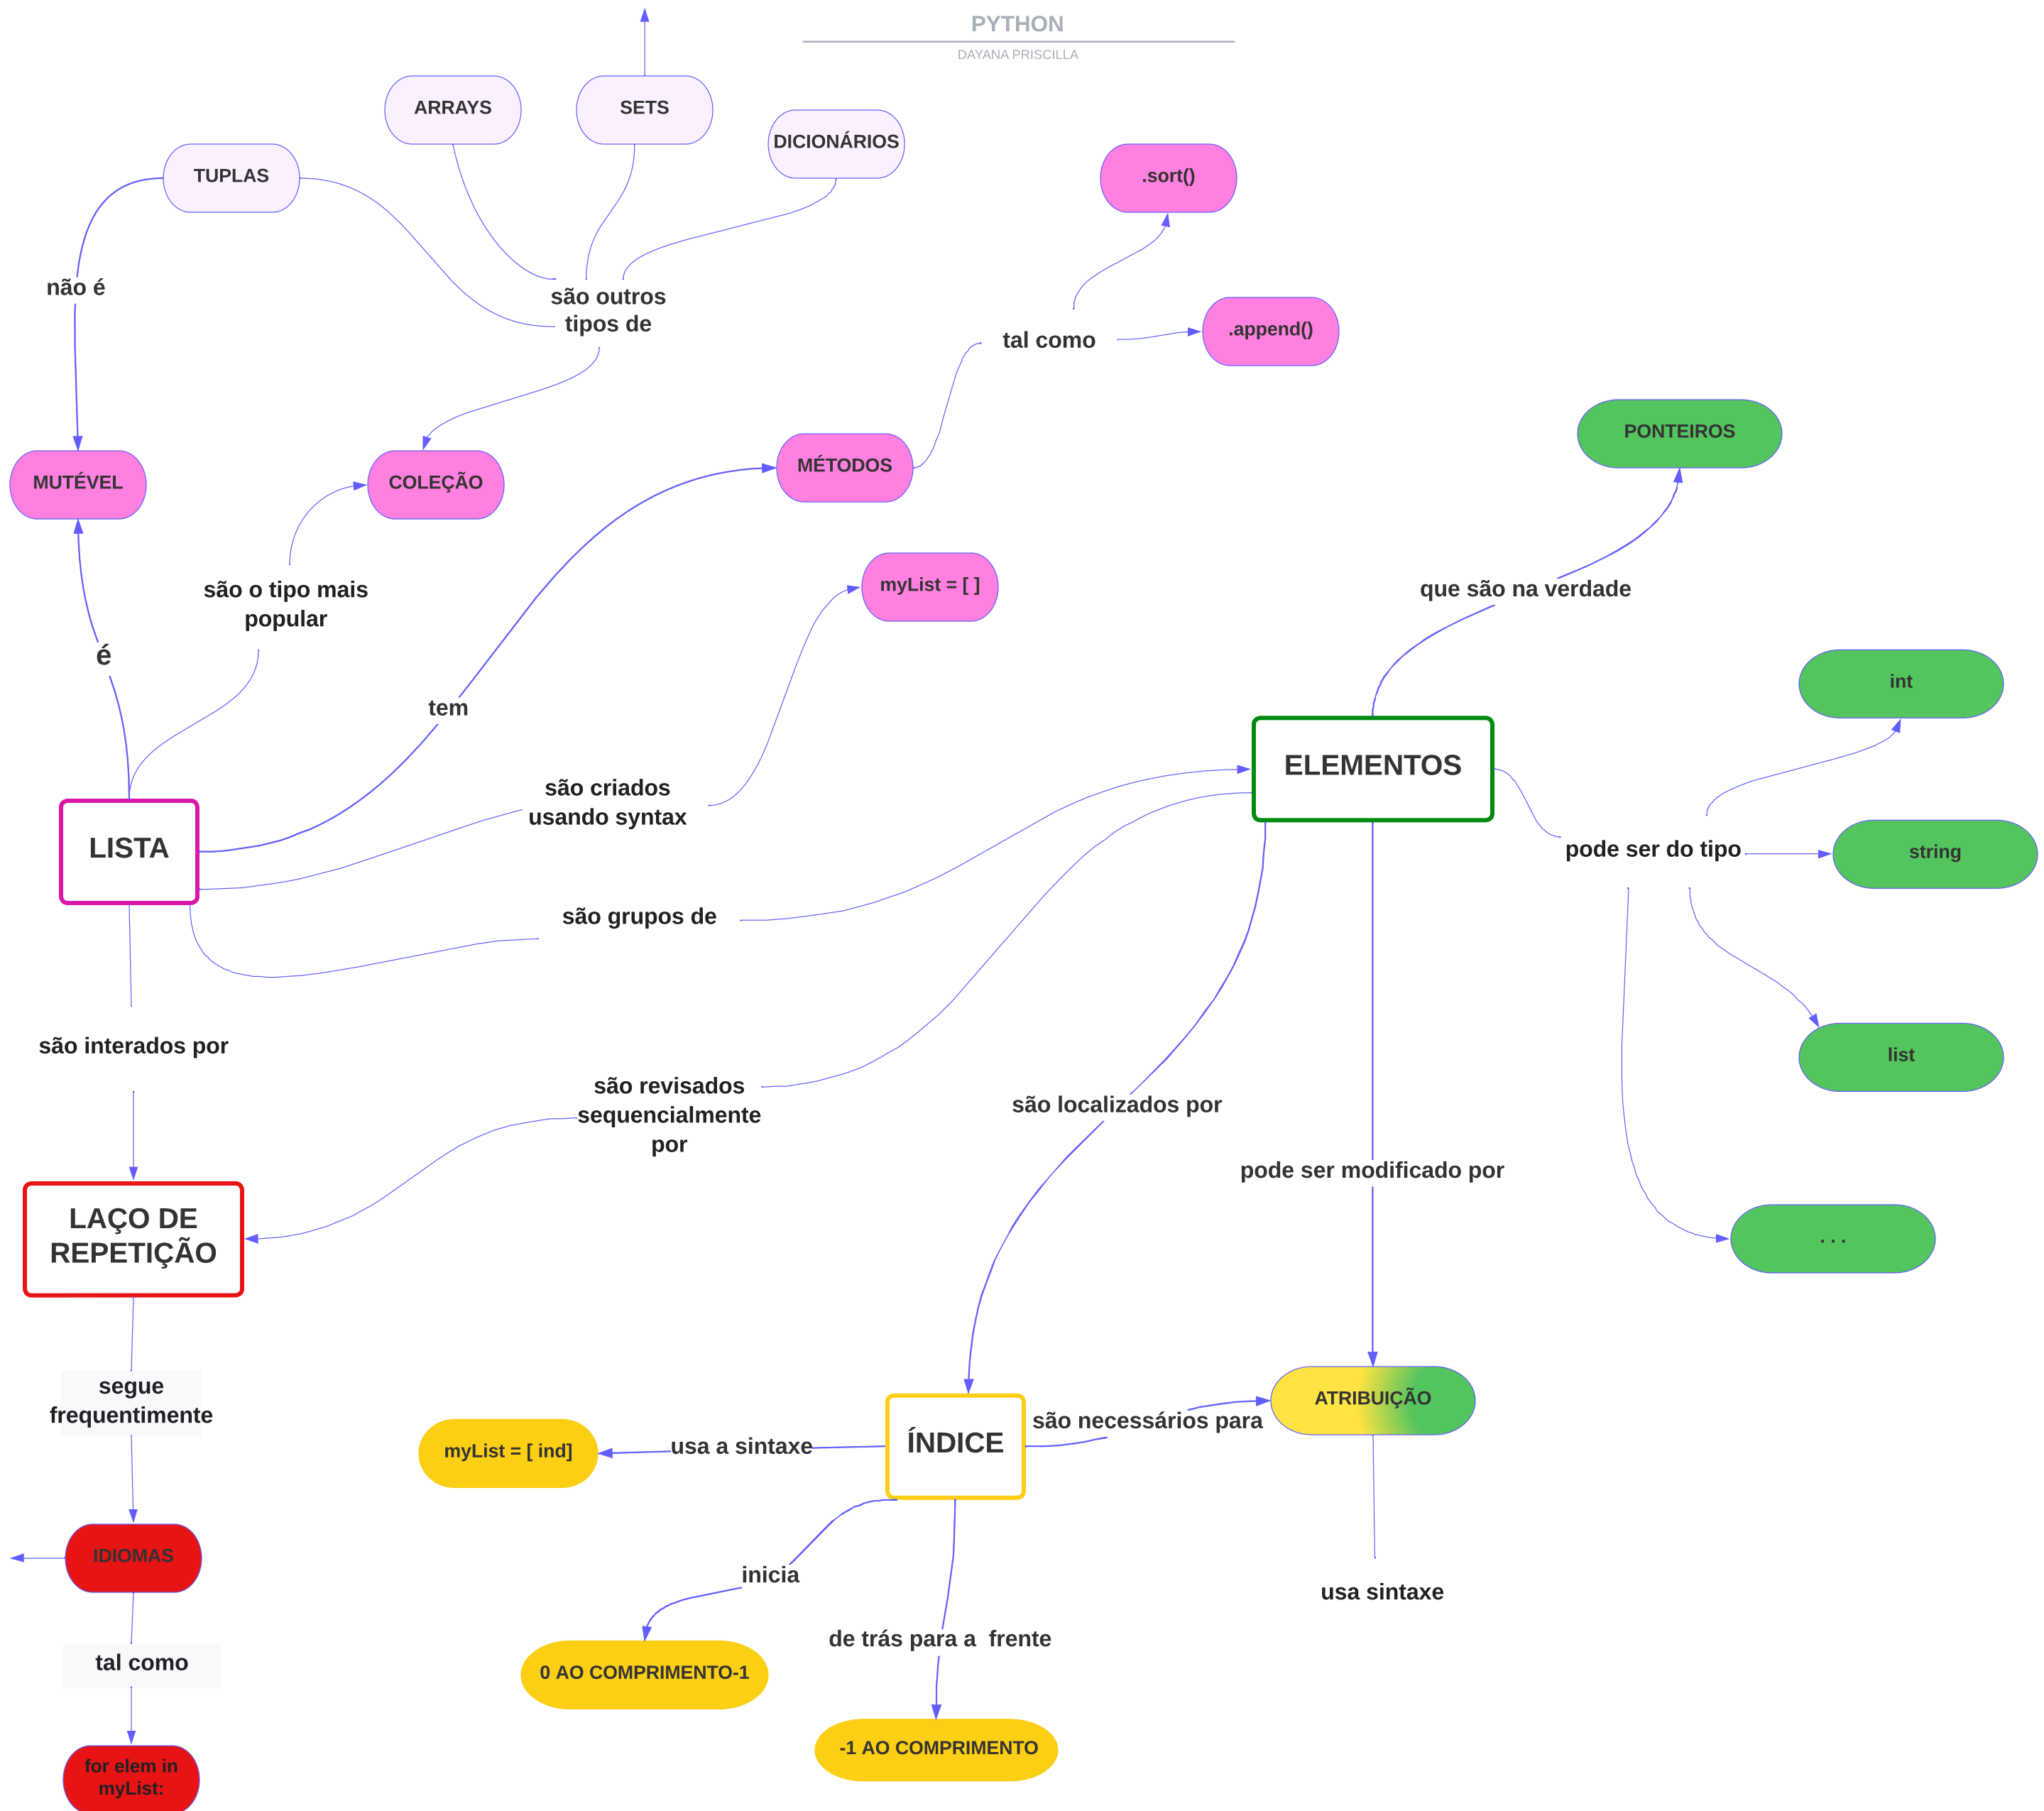 PYTHON
DAYANA PRISCILLA
ARRAYS
SETS
DICIONÁRIOS
TUPLAS
.sort()
não é
são outros
tipos de
.append()
tal como
PONTEIROS
MUTÉVEL
COLEÇÃO
MÉTODOS
são o tipo mais
popular
myList = [ ]
que são na verdade
é
tem
int
ELEMENTOS
são criados
usando syntax
LISTA
pode ser do tipo
string
são grupos de
são interados por
list
são revisados
sequencialmente
por
são localizados por
pode ser modificado por
LAÇO DE
REPETIÇÃO
. . .
segue
frequentimente
ATRIBUIÇÃO
são necessários para
ÍNDICE
usa a sintaxe
myList = [ ind]
IDIOMAS
inicia
usa sintaxe
de trás para a  frente
tal como
0 AO COMPRIMENTO-1
-1 AO COMPRIMENTO
for elem in
myList: